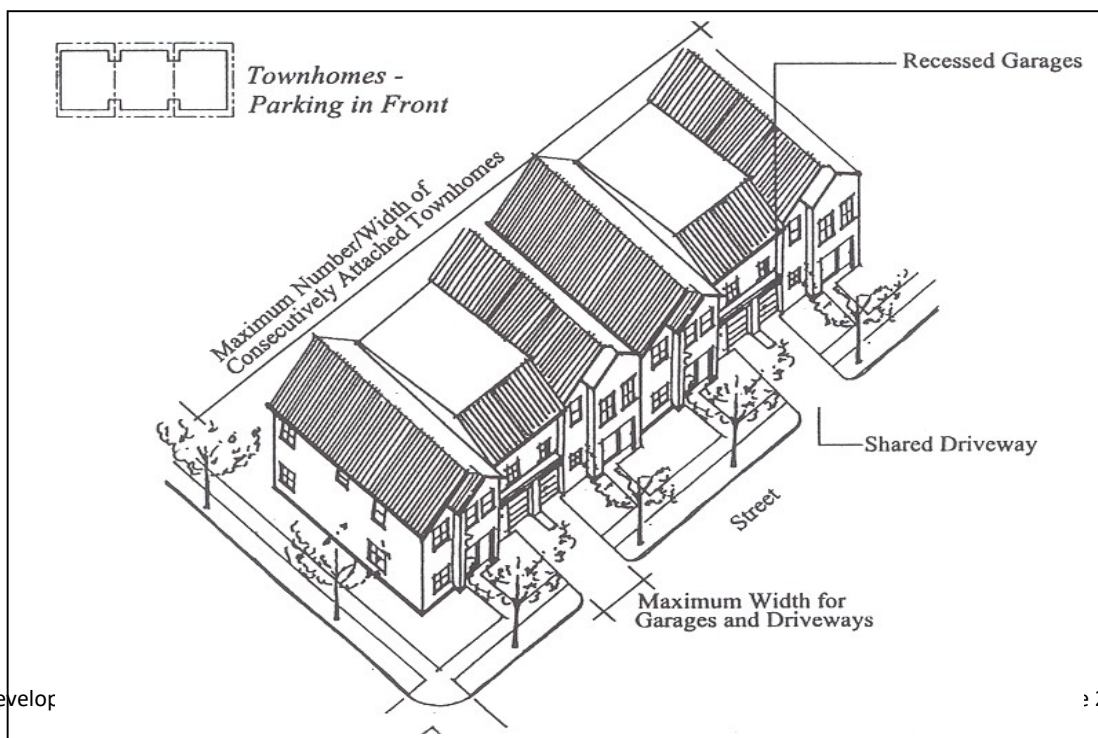 Townhomes -
Parking in Front
Recessed Garages
Maximum Number/Width of
Consecutively Attached Townhomes
Shared Driveway
Street
Maximum Width for
Garages and Driveways